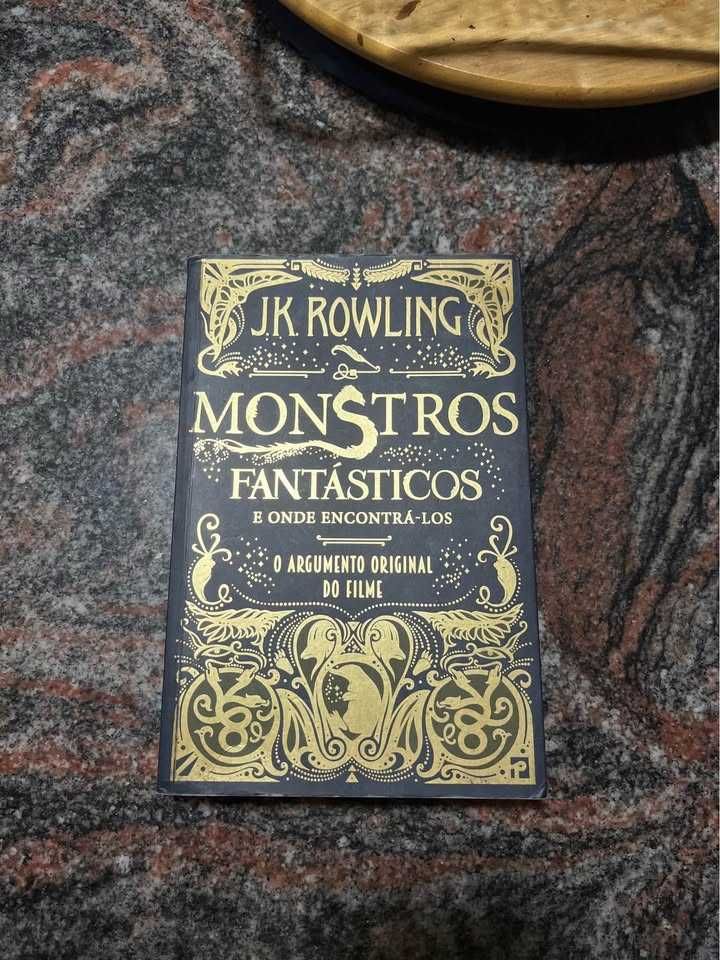 J.K. ROWLING
MONSTROS
FANTÁSTICOS
E ONDE ENCONTRÁ-LOS
O ARGUMENTO ORIGINAL
DO FILME
P